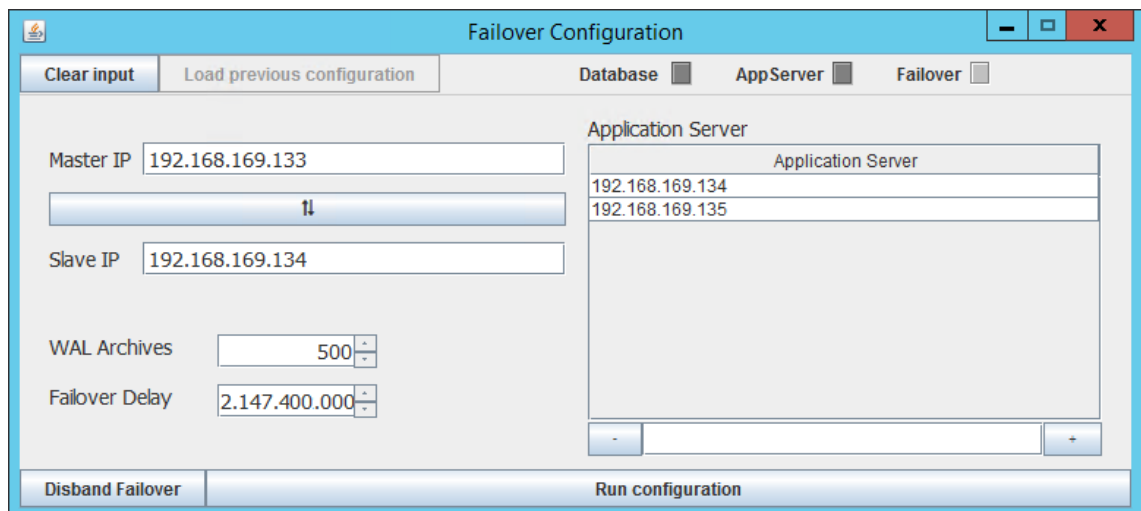 Failover Configuration
Clear input
Load previous configuration
Database
AppServer
Failover
Master IP 192.168.169.133
⇅
Slave IP 192.168.169.134
WAL Archives 500
Failover Delay 2.147.400.000
Application Server
Application Server
192.168.169.134
192.168.169.135
- +
Disband Failover
Run configuration